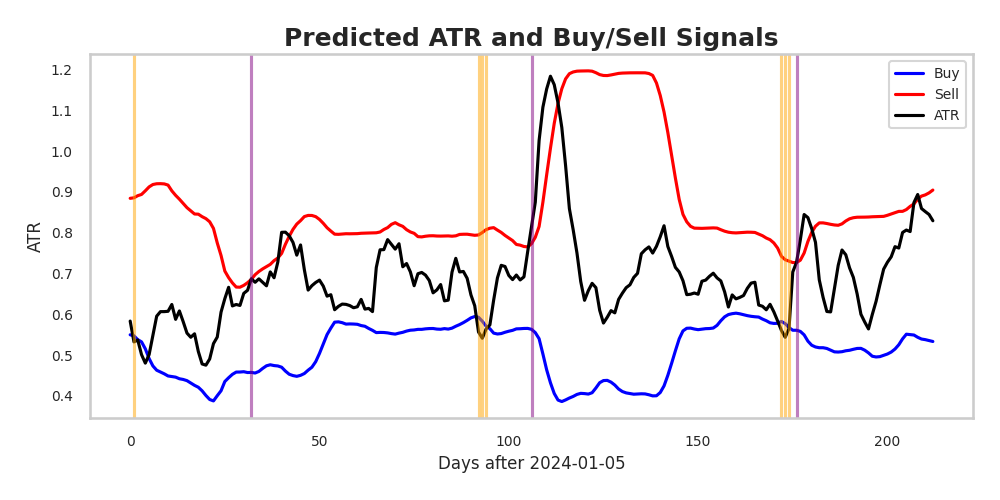 Predicted ATR and Buy/Sell Signals
1.2
1.1
1.0
0.9
0.8
0.7
0.6
0.5
0.4
ATR
Buy
Sell
ATR
0 50 100 150 200
Days after 2024-01-05